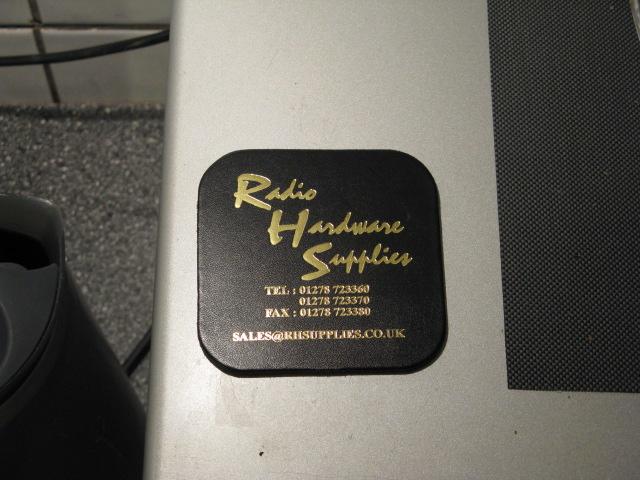 Radio
Hardware
Supplies
TEL : 01278 723360
01278 723370
FAX : 01278 723380
SALES@RHSUPPLIES.CO.UK